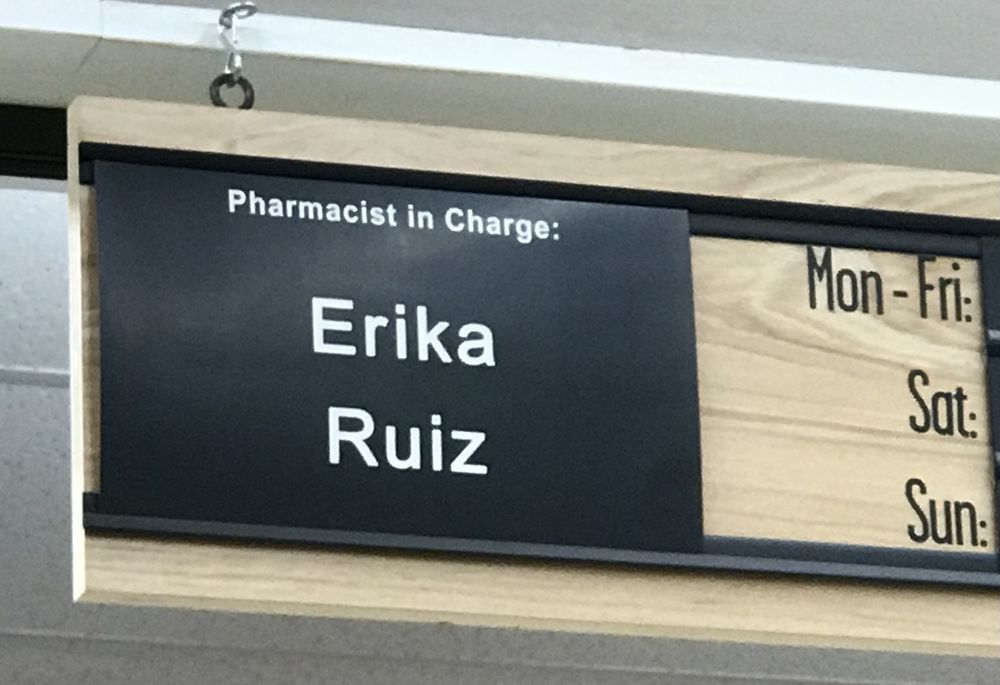 Pharmacist in Charge:
Erika
Ruiz
Mon - Fri:
Sat:
Sun: